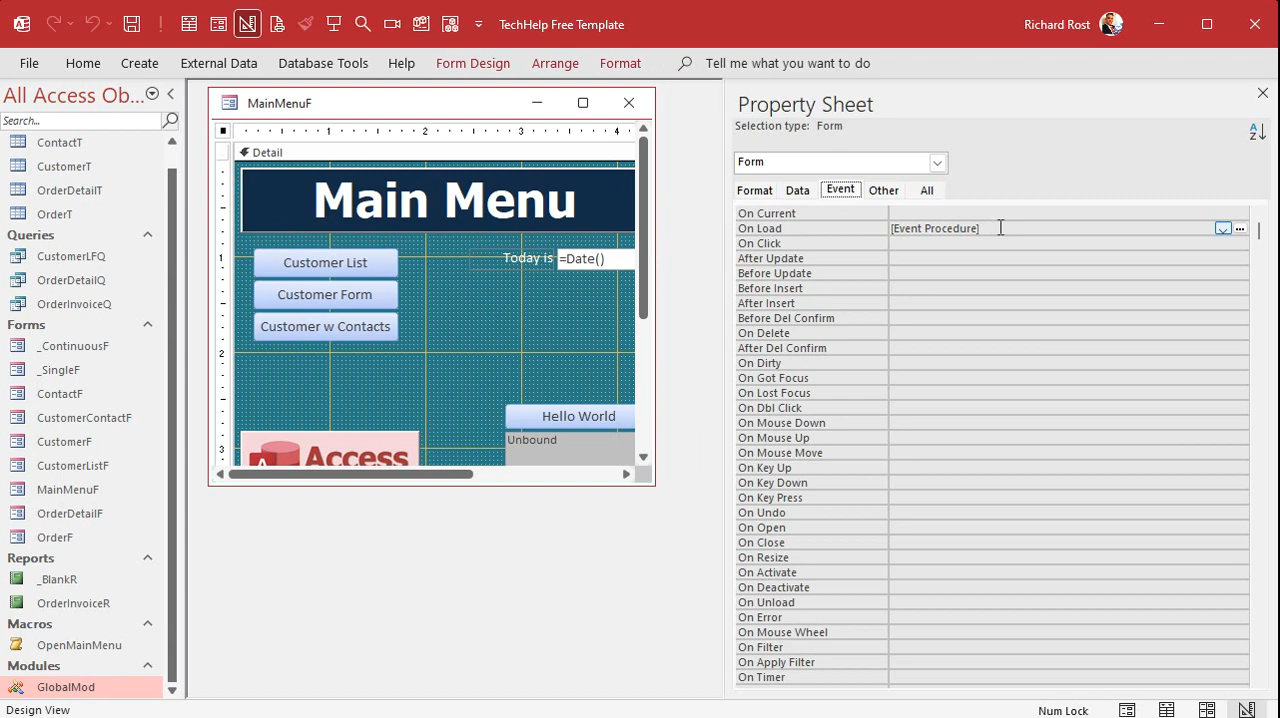 TechHelp Free Template
Richard Rost
File
Home
Create
External Data
Database Tools
Help
Form Design
Arrange
Format
Tell me what you want to do
All Access Ob...
Search...
ContactT
CustomerT
OrderDetailT
OrderT
Queries
CustomerLFQ
OrderDetailQ
OrderInvoiceQ
Forms
_ContinuousF
_SingleF
ContactF
CustomerContactF
CustomerF
CustomerListF
MainMenuF
OrderDetailF
OrderF
Reports
_BlankR
OrderInvoiceR
Macros
OpenMainMenu
Modules
GlobalMod
MainMenuF
1 2 3 4
Detail
Main Menu
1
2
3
Customer List
Today is =Date()
Customer Form
Customer w Contacts
Hello World
Unbound
A Access
Property Sheet
Selection type: Form
A
Z
Form
Format Data Event Other All
On Current
On Load [Event Procedure]
On Click
After Update
Before Update
Before Insert
After Insert
Before Del Confirm
On Delete
After Del Confirm
On Dirty
On Got Focus
On Lost Focus
On Dbl Click
On Mouse Down
On Mouse Up
On Mouse Move
On Key Up
On Key Down
On Key Press
On Undo
On Open
On Close
On Resize
On Activate
On Deactivate
On Unload
On Error
On Mouse Wheel
On Filter
On Apply Filter
On Timer
Design View
Num Lock